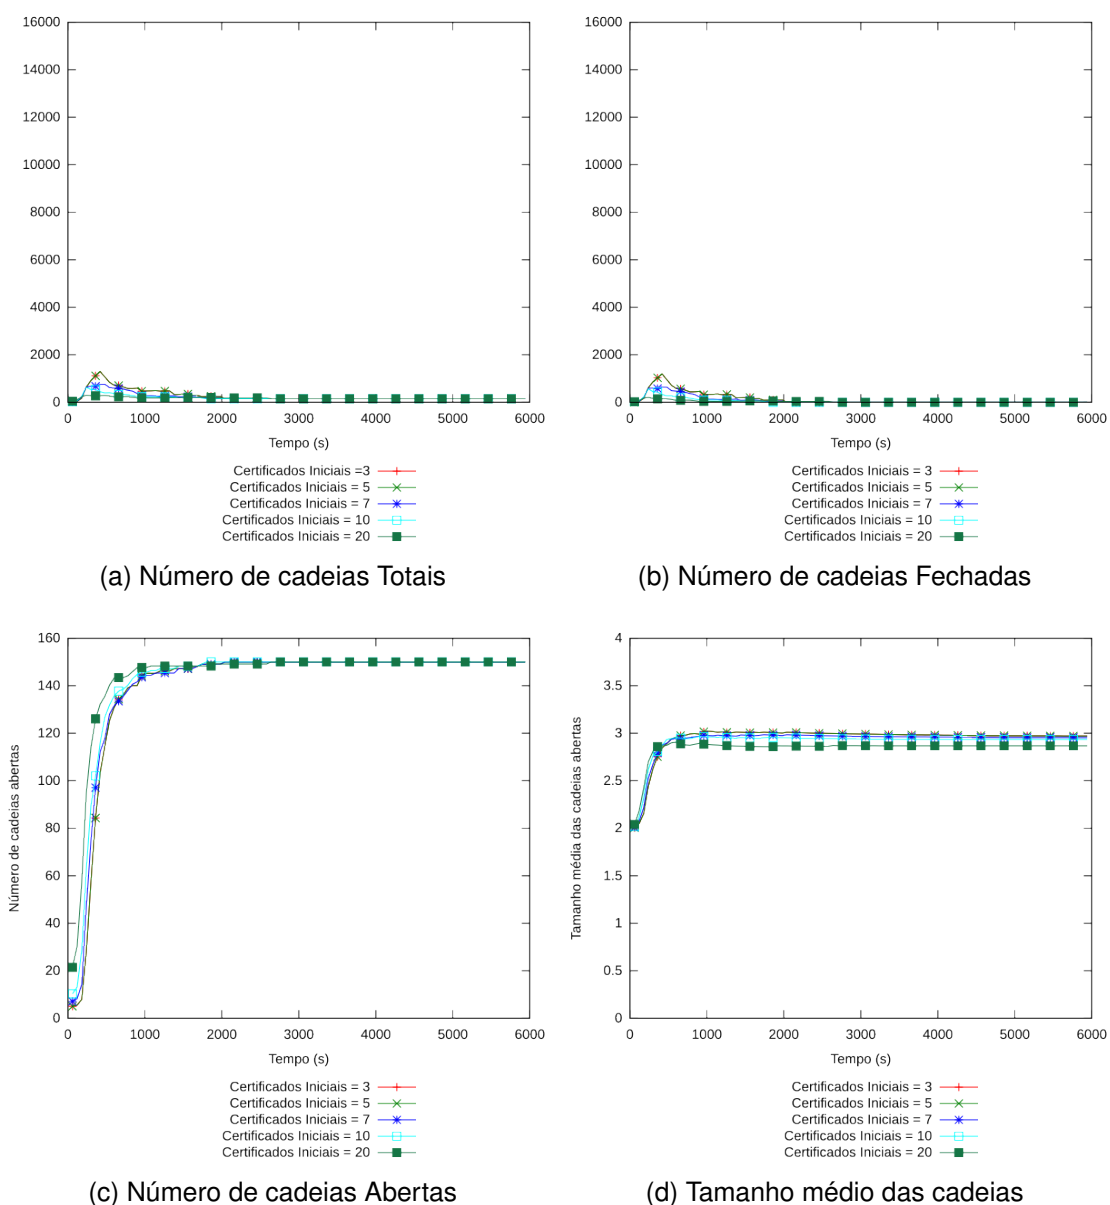 16000
14000
12000
10000
8000
6000
4000
2000
0
0 1000 2000 3000 4000 5000 6000
Tempo (s)
Certificados Iniciais =3
Certificados Iniciais = 5
Certificados Iniciais = 7
Certificados Iniciais = 10
Certificados Iniciais = 20
(a) Número de cadeias Totais
16000
14000
12000
10000
8000
6000
4000
2000
0
0 1000 2000 3000 4000 5000 6000
Tempo (s)
Certificados Iniciais = 3
Certificados Iniciais = 5
Certificados Iniciais = 7
Certificados Iniciais = 10
Certificados Iniciais = 20
(b) Número de cadeias Fechadas
Número de cadeias abertas
160
140
120
100
80
60
40
20
0
0 1000 2000 3000 4000 5000 6000
Tempo (s)
Certificados Iniciais = 3
Certificados Iniciais = 5
Certificados Iniciais = 7
Certificados Iniciais = 10
Certificados Iniciais = 20
(c) Número de cadeias Abertas
Tamanho média das cadeias abertas
4
3.5
3
2.5
2
1.5
1
0.5
0
0 1000 2000 3000 4000 5000 6000
Tempo (s)
Certificados Iniciais = 3
Certificados Iniciais = 5
Certificados Iniciais = 7
Certificados Iniciais = 10
Certificados Iniciais = 20
(d) Tamanho médio das cadeias